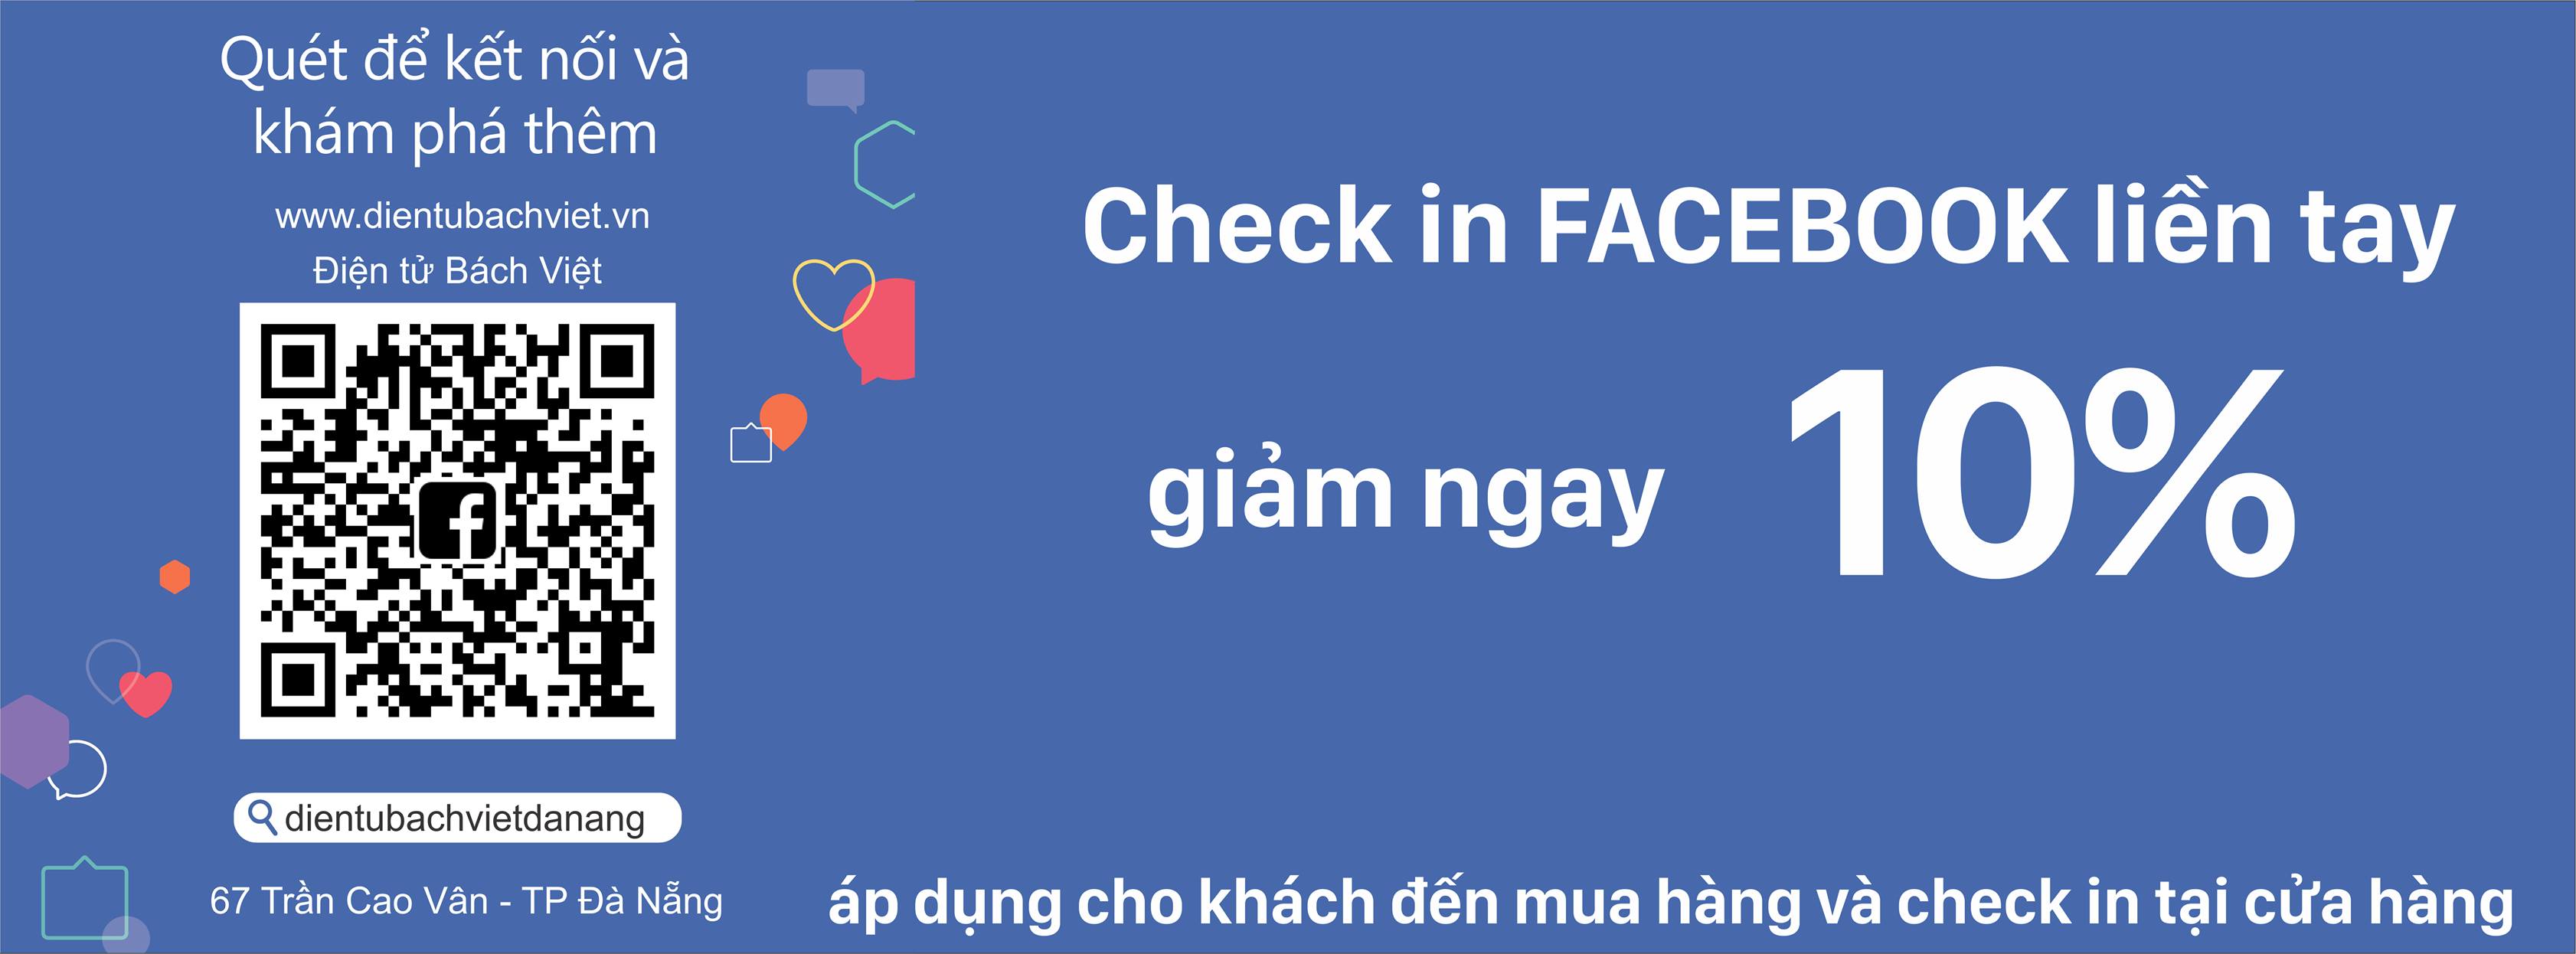 Quét để kết nối và
khám phá thêm
www.dientubachviet.vn
Điện tử Bách Việt
f
dientubachvietdanang
67 Trần Cao Vân - TP Đà Nẵng
Check in FACEBOOK liền tay
giảm ngay 10%
áp dụng cho khách đến mua hàng và check in tại cửa hàng